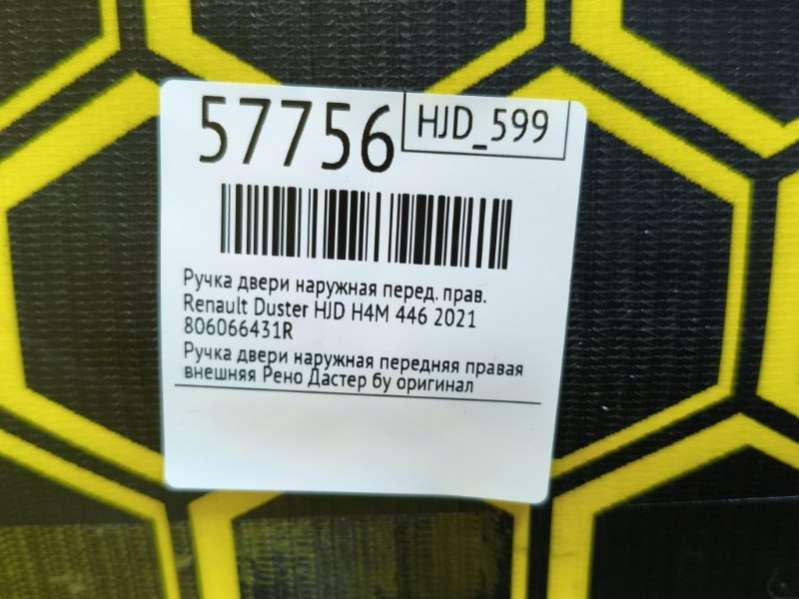 57756
HJD_599
Ручка двери наружная перед. прав.
Renault Duster HJD H4M 446 2021
806066431R
Ручка двери наружная передняя правая
внешняя Рено Дастер бу оригинал